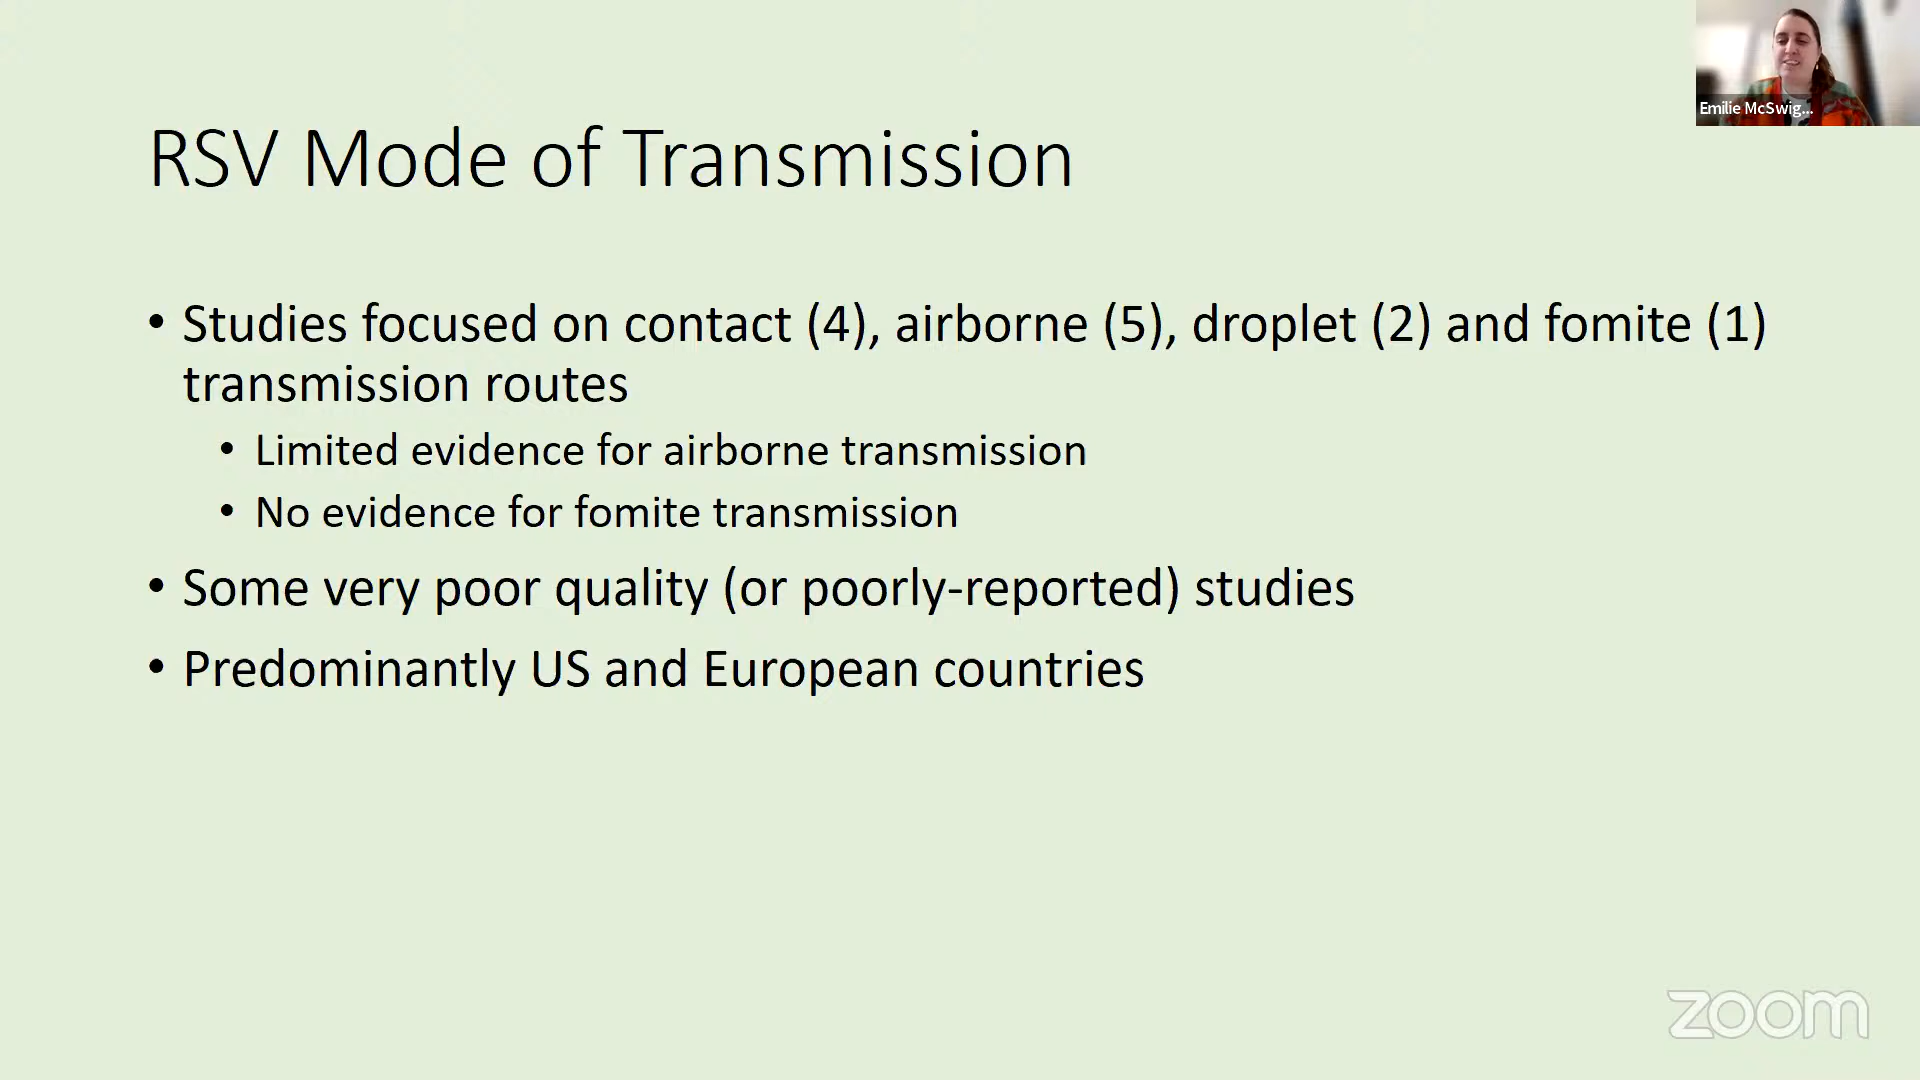 Emilie McSwig...
RSV Mode of Transmission
• Studies focused on contact (4), airborne (5), droplet (2) and fomite (1)
transmission routes
• Limited evidence for airborne transmission
• No evidence for fomite transmission
• Some very poor quality (or poorly-reported) studies
• Predominantly US and European countries
zoom